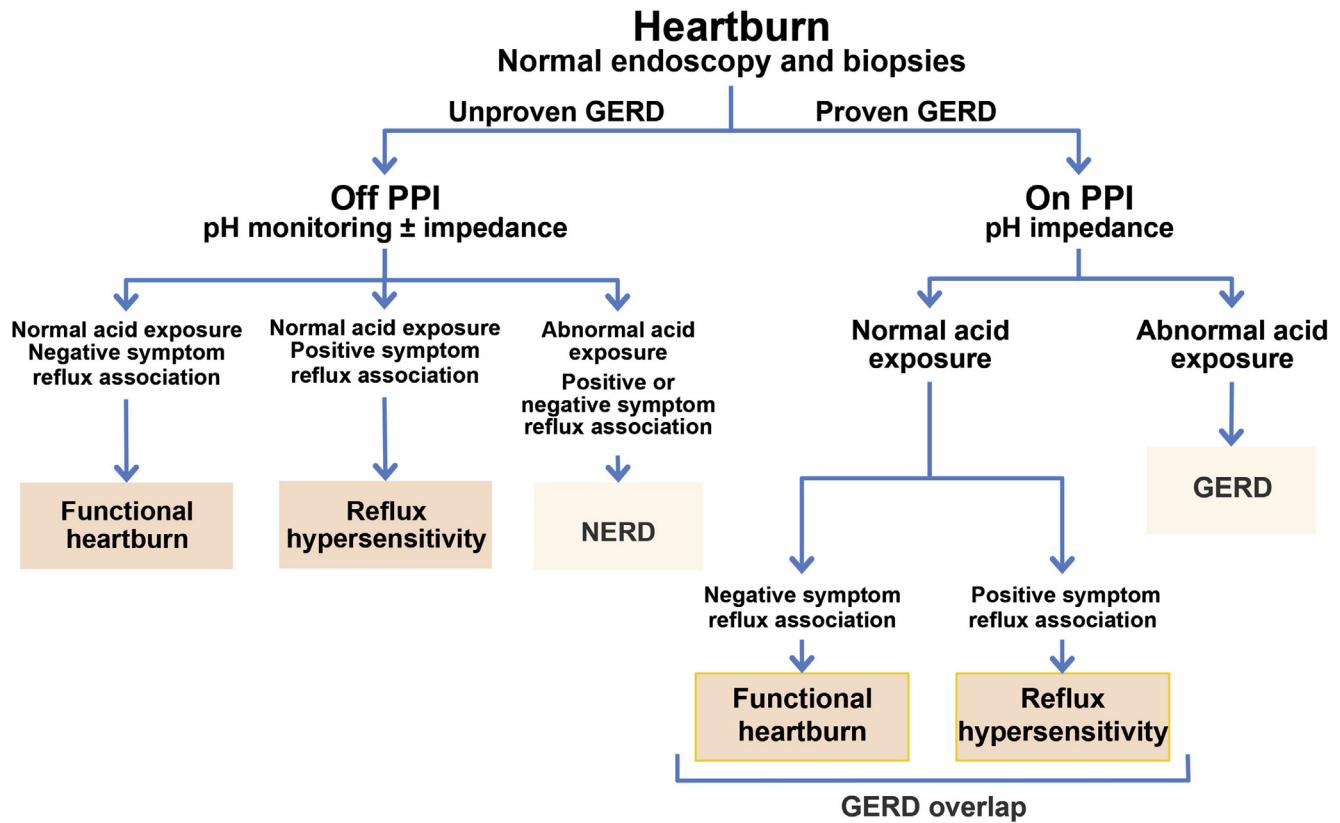 Heartburn
Normal endoscopy and biopsies
Unproven GERD
Proven GERD
Off PPI
pH monitoring ± impedance
On PPI
pH impedance
Normal acid exposure
Negative symptom
reflux association
Normal acid exposure
Positive symptom
reflux association
Abnormal acid
exposure
Positive or
negative symptom
reflux association
Normal acid
exposure
Abnormal acid
exposure
Functional
heartburn
Reflux
hypersensitivity
NERD
GERD
Negative symptom
reflux association
Positive symptom
reflux association
Functional
heartburn
Reflux
hypersensitivity
GERD overlap